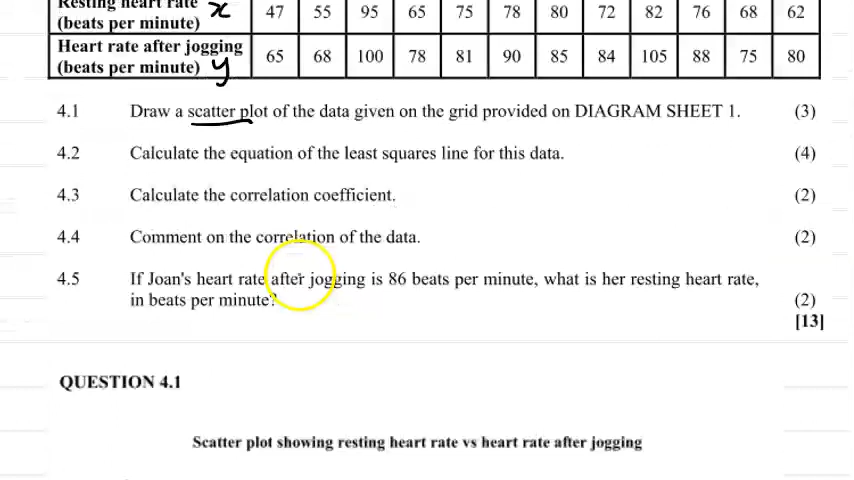 Resting heart rate x 47 55 95 65 75 78 80 72 82 76 68 62
(beats per minute)
Heart rate after jogging y 65 68 100 78 81 90 85 84 105 88 75 80
(beats per minute)
4.1 Draw a scatter plot of the data given on the grid provided on DIAGRAM SHEET 1. (3)
4.2 Calculate the equation of the least squares line for this data. (4)
4.3 Calculate the correlation coefficient. (2)
4.4 Comment on the correlation of the data. (2)
4.5 If Joan's heart rate after jogging is 86 beats per minute, what is her resting heart rate,
in beats per minute? (2)
[13]
QUESTION 4.1
Scatter plot showing resting heart rate vs heart rate after jogging